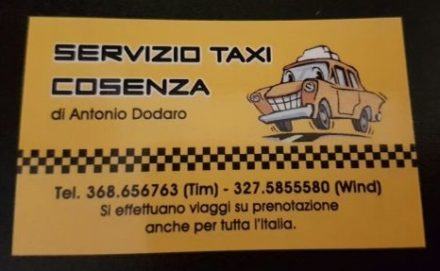 SERVIZIO TAXI
COSENZA
di Antonio Dodaro
Tel. 368.656763 (Tim) - 327.5855580 (Wind)
Si effettuano viaggi su prenotazione
anche per tutta l'Italia.